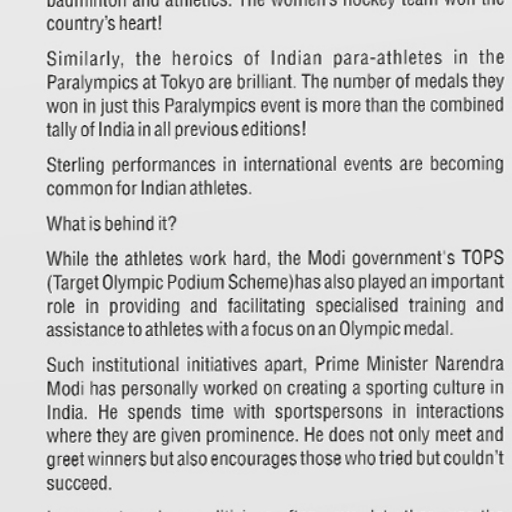 badminton and athletics. The women's hockey team won the
country's heart!
Similarly, the heroics of Indian para-athletes in the
Paralympics at Tokyo are brilliant. The number of medals they
won in just this Paralympics event is more than the combined
tally of India in all previous editions!
Sterling performances in international events are becoming
common for Indian athletes.
What is behind it?
While the athletes work hard, the Modi government's TOPS
(Target Olympic Podium Scheme)has also played an important
role in providing and facilitating specialised training and
assistance to athletes with a focus on an Olympic medal.
Such institutional initiatives apart, Prime Minister Narendra
Modi has personally worked on creating a sporting culture in
India. He spends time with sportspersons in interactions
where they are given prominence. He does not only meet and
greet winners but also encourages those who tried but couldn't
succeed.